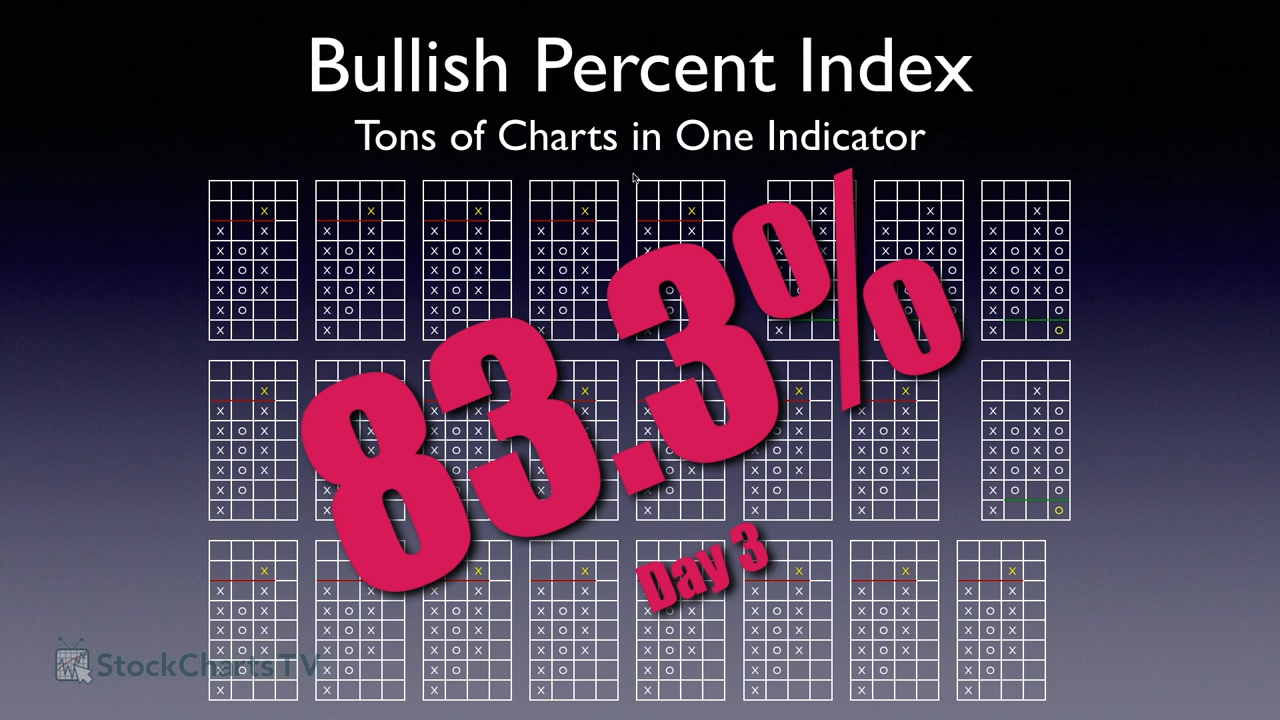 Bullish Percent Index
Tons of Charts in One Indicator
83.3%
Day 3
StockChartsTV